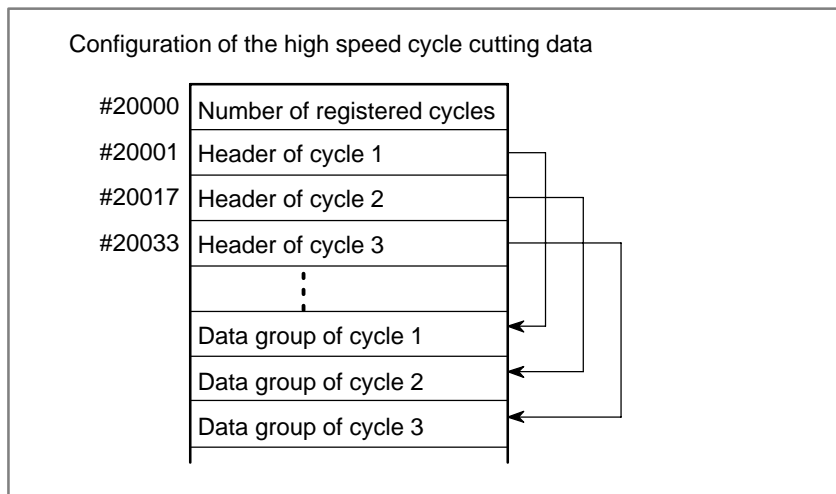 Configuration of the high speed cycle cutting data
#20000 Number of registered cycles
#20001 Header of cycle 1
#20017 Header of cycle 2
#20033 Header of cycle 3
Data group of cycle 1
Data group of cycle 2
Data group of cycle 3